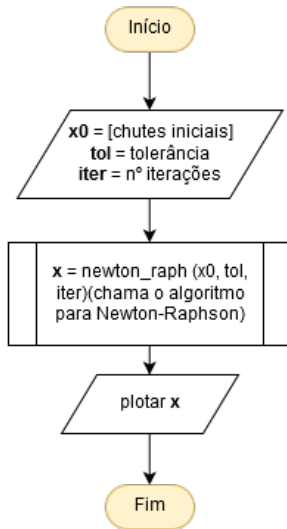 Início
x0 = [chutes iniciais]
tol = tolerância
iter = nº iterações
x = newton_raph (x0, tol,
iter)(chama o algoritmo
para Newton-Raphson)
plotar x
Fim